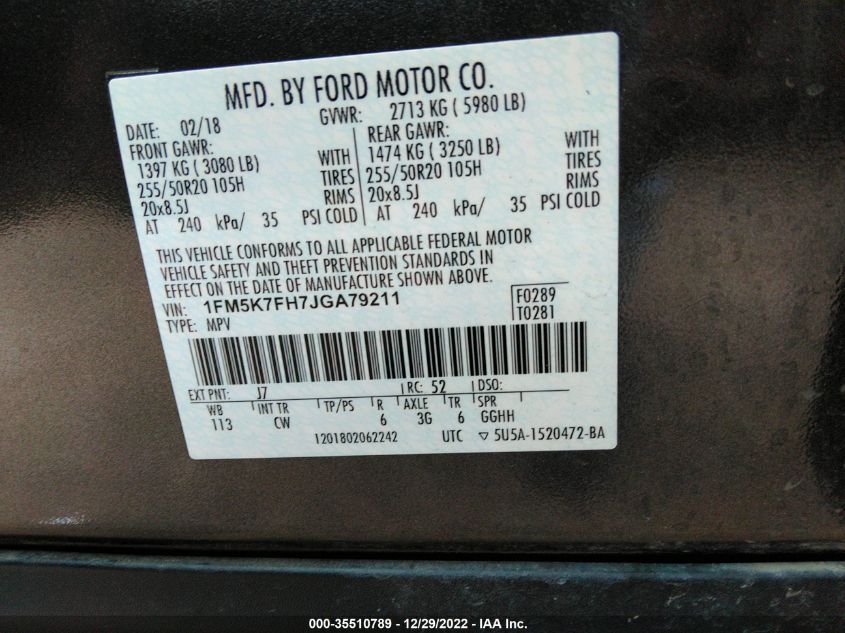 MFD. BY FORD MOTOR CO.
DATE: 02/18 GVWR: 2713 KG ( 5980 LB)
FRONT GAWR: REAR GAWR:
1397 KG ( 3080 LB) WITH 1474 KG ( 3250 LB) WITH
255/50R20 105H TIRES 255/50R20 105H TIRES
20x8.5J RIMS 20x8.5J RIMS
AT 240 kPa/ 35 PSI COLD AT 240 kPa/ 35 PSI COLD
THIS VEHICLE CONFORMS TO ALL APPLICABLE FEDERAL MOTOR
VEHICLE SAFETY AND THEFT PREVENTION STANDARDS IN
EFFECT ON THE DATE OF MANUFACTURE SHOWN ABOVE.
VIN: 1FM5K7FH7JGA79211 F0289
TYPE: MPV T0281
EXT PNT: J7 RC: 52 DSO:
WB INT TR TP/PS R AXLE TR SPR
113 CW 6 3G 6 GGHH
1201802062242 UTC ▽ 5U5A-1520472-BA
000-35510789 - 12/29/2022 - IAA Inc.